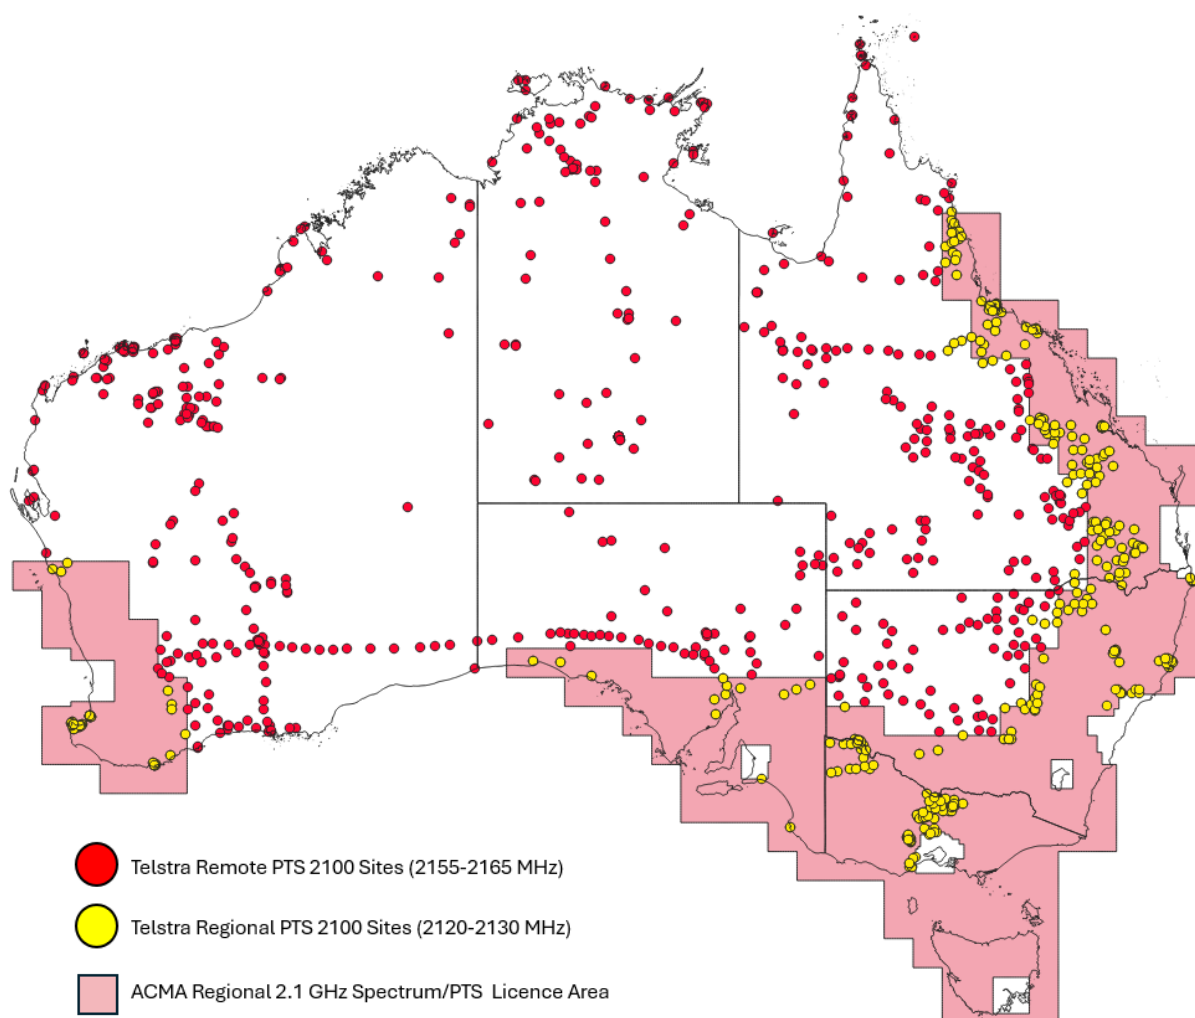 Telstra Remote PTS 2100 Sites (2155-2165 MHz)
Telstra Regional PTS 2100 Sites (2120-2130 MHz)
ACMA Regional 2.1 GHz Spectrum/PTS Licence Area